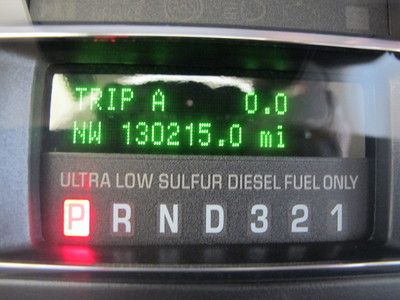 TRIP A 0.0
NW 130215.0 mi
ULTRA LOW SULFUR DIESEL FUEL ONLY
P R N D 3 2 1